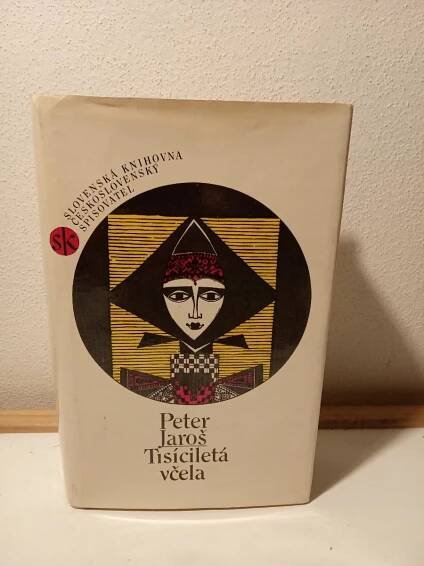 SLOVENSKÁ KNIHOVNA
ČESKOSLOVENSKÝ
SPISOVATEL
sk
Peter
Jaroš
Tisíciletá
včela